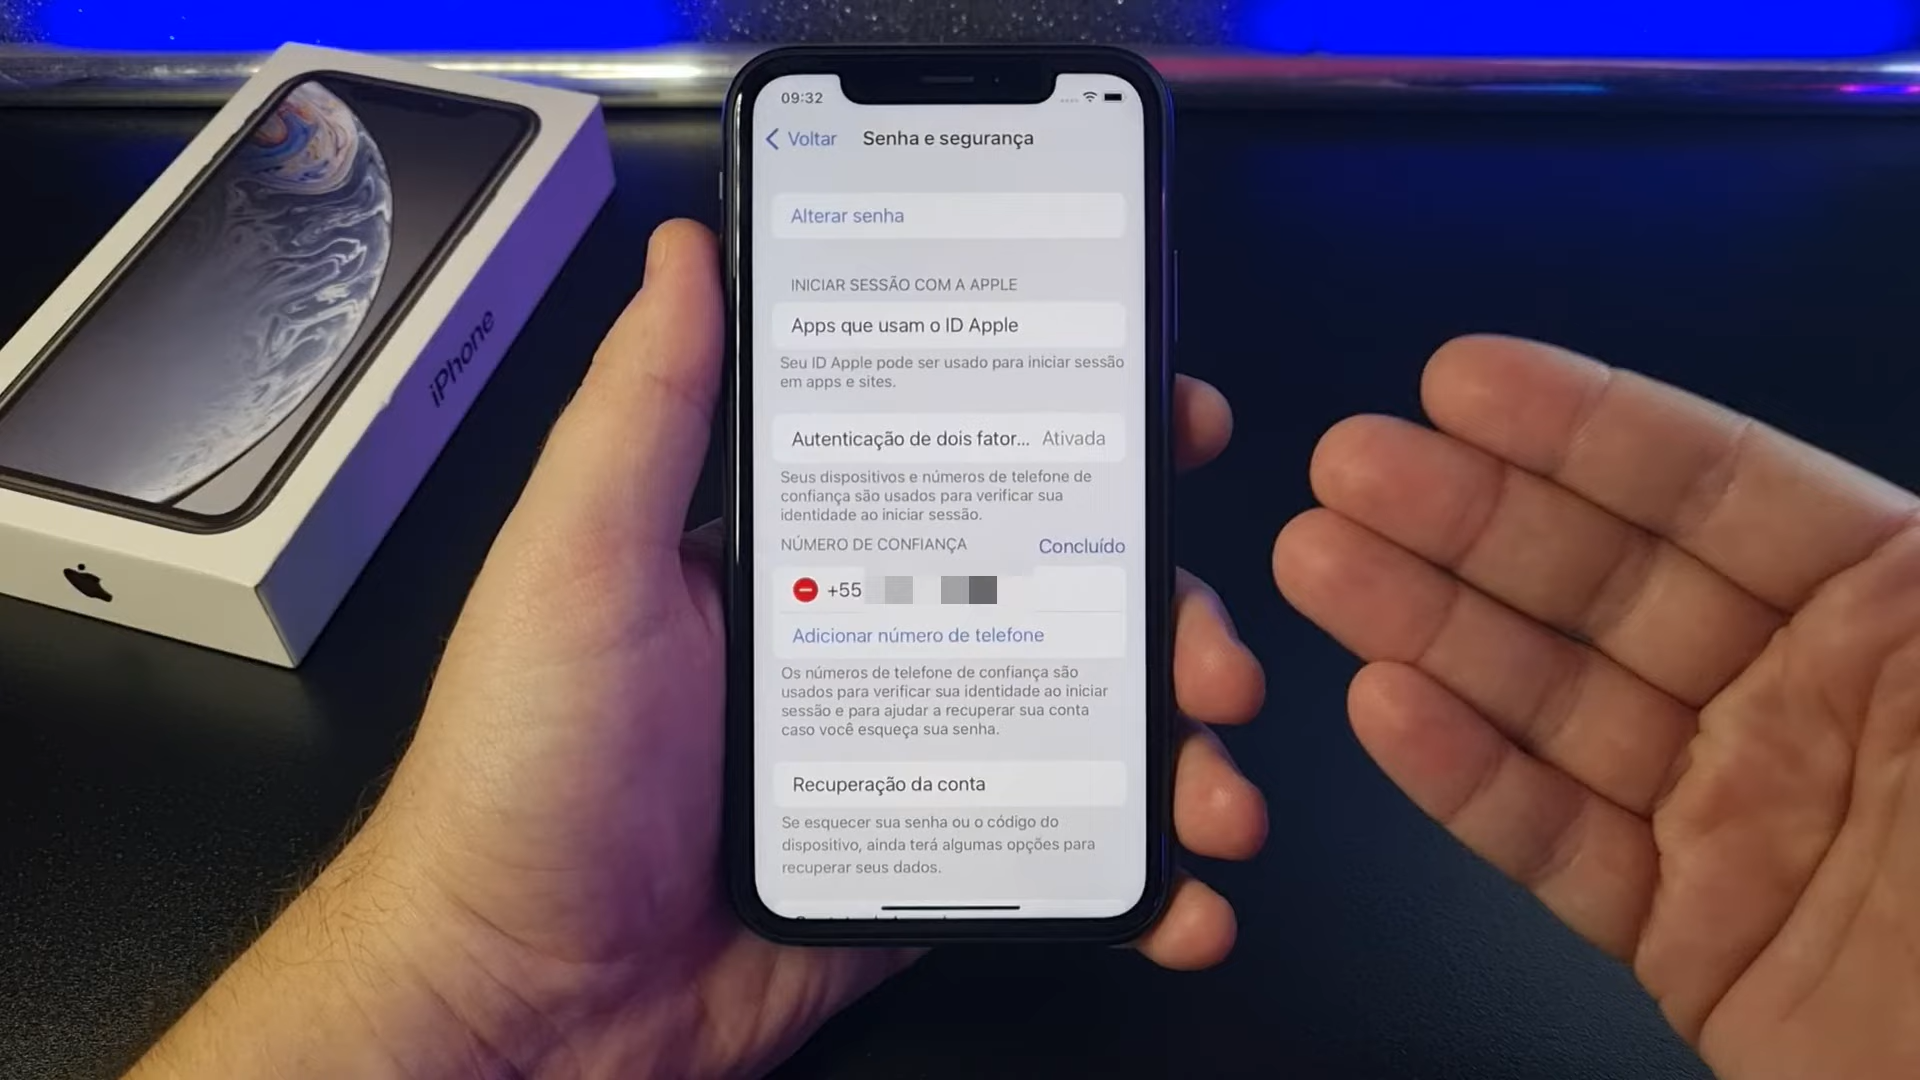 iPhone
09:32
Voltar Senha e segurança
Alterar senha
INICIAR SESSÃO COM A APPLE
Apps que usam o ID Apple
Seu ID Apple pode ser usado para iniciar sessão
em apps e sites.
Autenticação de dois fator... Ativada
Seus dispositivos e números de telefone de
confiança são usados para verificar sua
identidade ao iniciar sessão.
NÚMERO DE CONFIANÇA Concluído
+55
Adicionar número de telefone
Os números de telefone de confiança são
usados para verificar sua identidade ao iniciar
sessão e para ajudar a recuperar sua conta
caso você esqueça sua senha.
Recuperação da conta
Se esquecer sua senha ou o código do
dispositivo, ainda terá algumas opções para
recuperar seus dados.